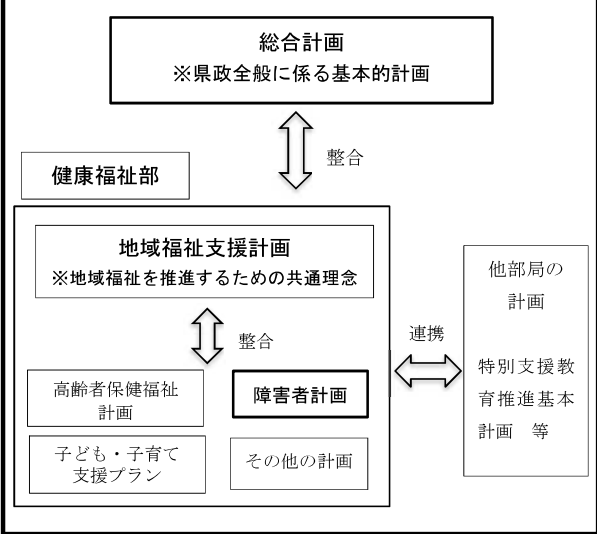 総合計画
※県政全般に係る基本的計画
整合
健康福祉部
地域福祉支援計画
※地域福祉を推進するための共通理念
整合
高齢者保健福祉
計画
障害者計画
子ども・子育て
支援プラン
その他の計画
連携
他部局の
計画
特別支援教
育推進基本
計画　等